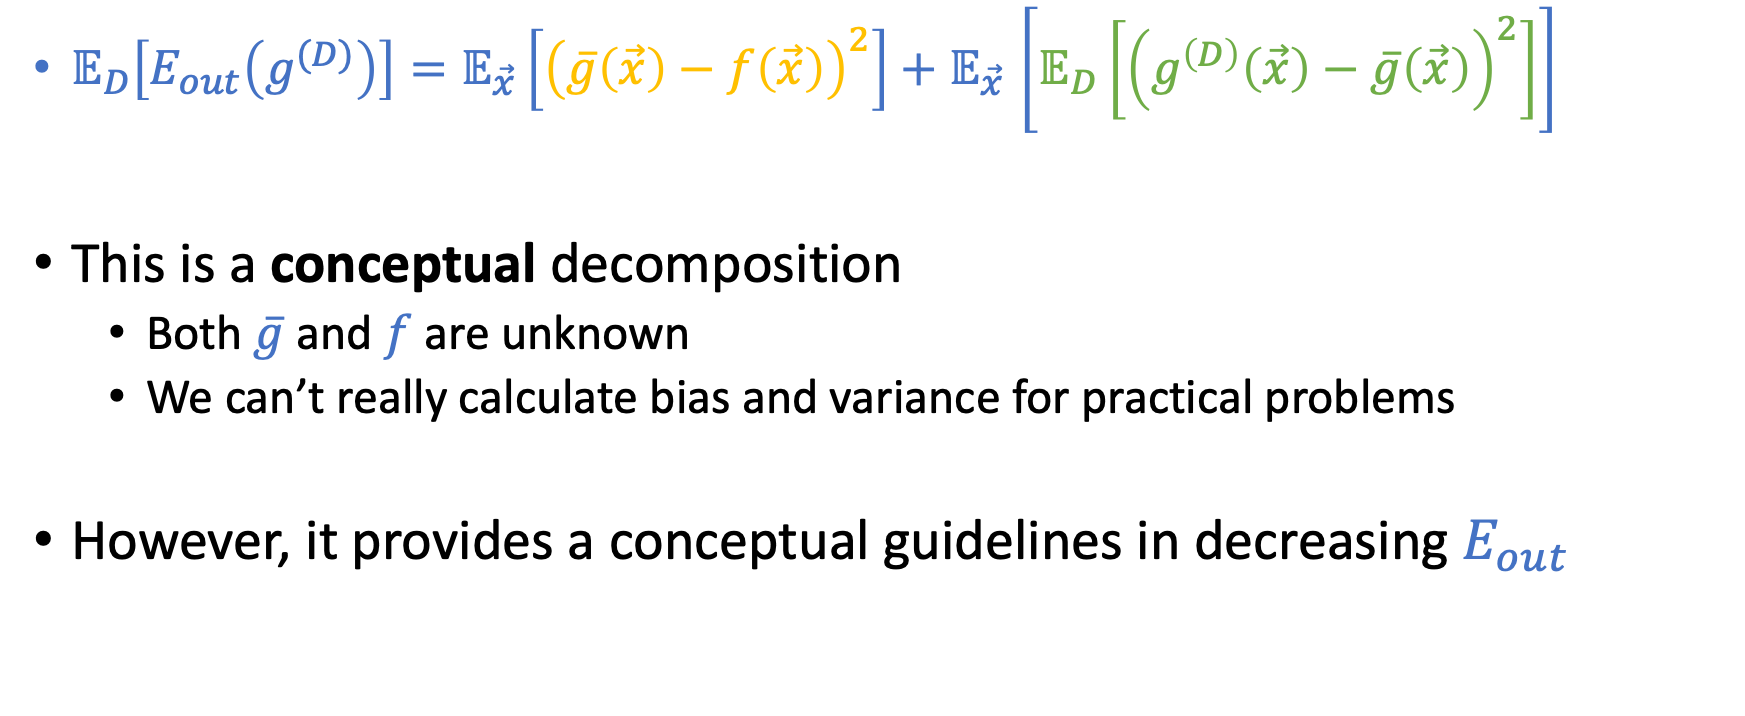 • 𝔼_D[E_out(g^(D))] = 𝔼_x⃗ [(ḡ(x⃗) − f(x⃗))^2] + 𝔼_x⃗ [𝔼_D [(g^(D)(x⃗) − ḡ(x⃗))^2]]
• This is a conceptual decomposition
• Both ḡ and f are unknown
• We can’t really calculate bias and variance for practical problems
• However, it provides a conceptual guidelines in decreasing E_out